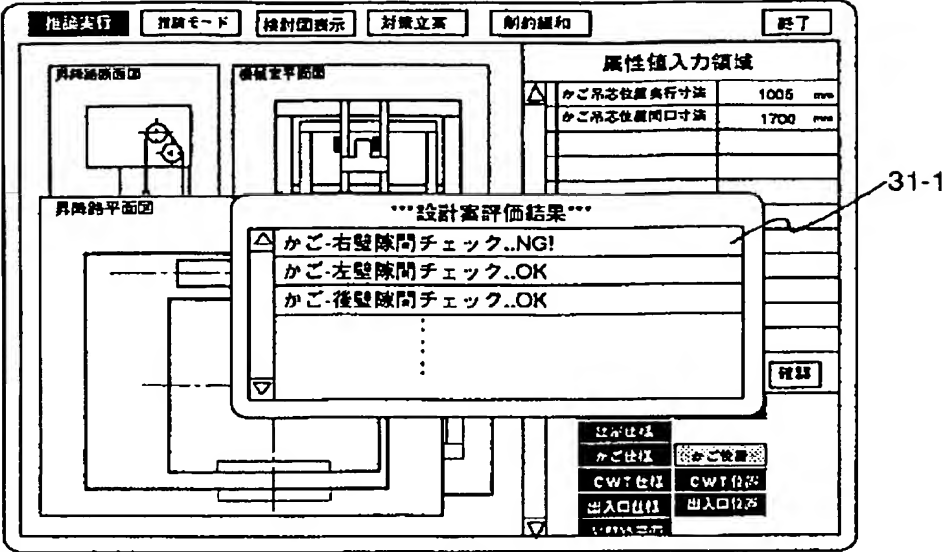 推論実行 推論モード 検討図表示 対策立案 制約緩和 終了
属性値入力領域
昇降路断面図 機械室平面図
かご吊芯位置奥行寸法 1005 mm
かご吊芯位置間口寸法 1700 mm
31-1
昇降路平面図
***設計案評価結果***
かご-右壁隙間チェック..NG!
かご-左壁隙間チェック..OK
かご-後壁隙間チェック..OK
確認
かご仕様 かご位置
CWT仕様 CWT位置
出入口仕様 出入口位置